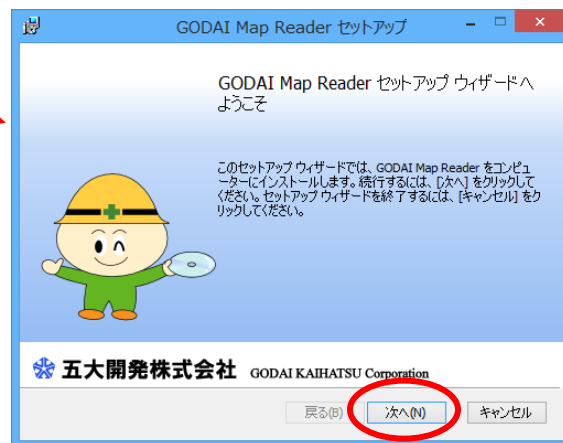 GODAI Map Reader セットアップ
GODAI Map Reader セットアップ ウィザードへ
ようこそ
このセットアップ ウィザードでは、GODAI Map Reader をコンピュ
ーターにインストールします。続行するには、[次へ] をクリックして
ください。セットアップ ウィザードを終了するには、[キャンセル] をク
リックしてください。
五大開発株式会社 GODAI KAIHATSU Corporation
戻る(B) 次へ(N) キャンセル